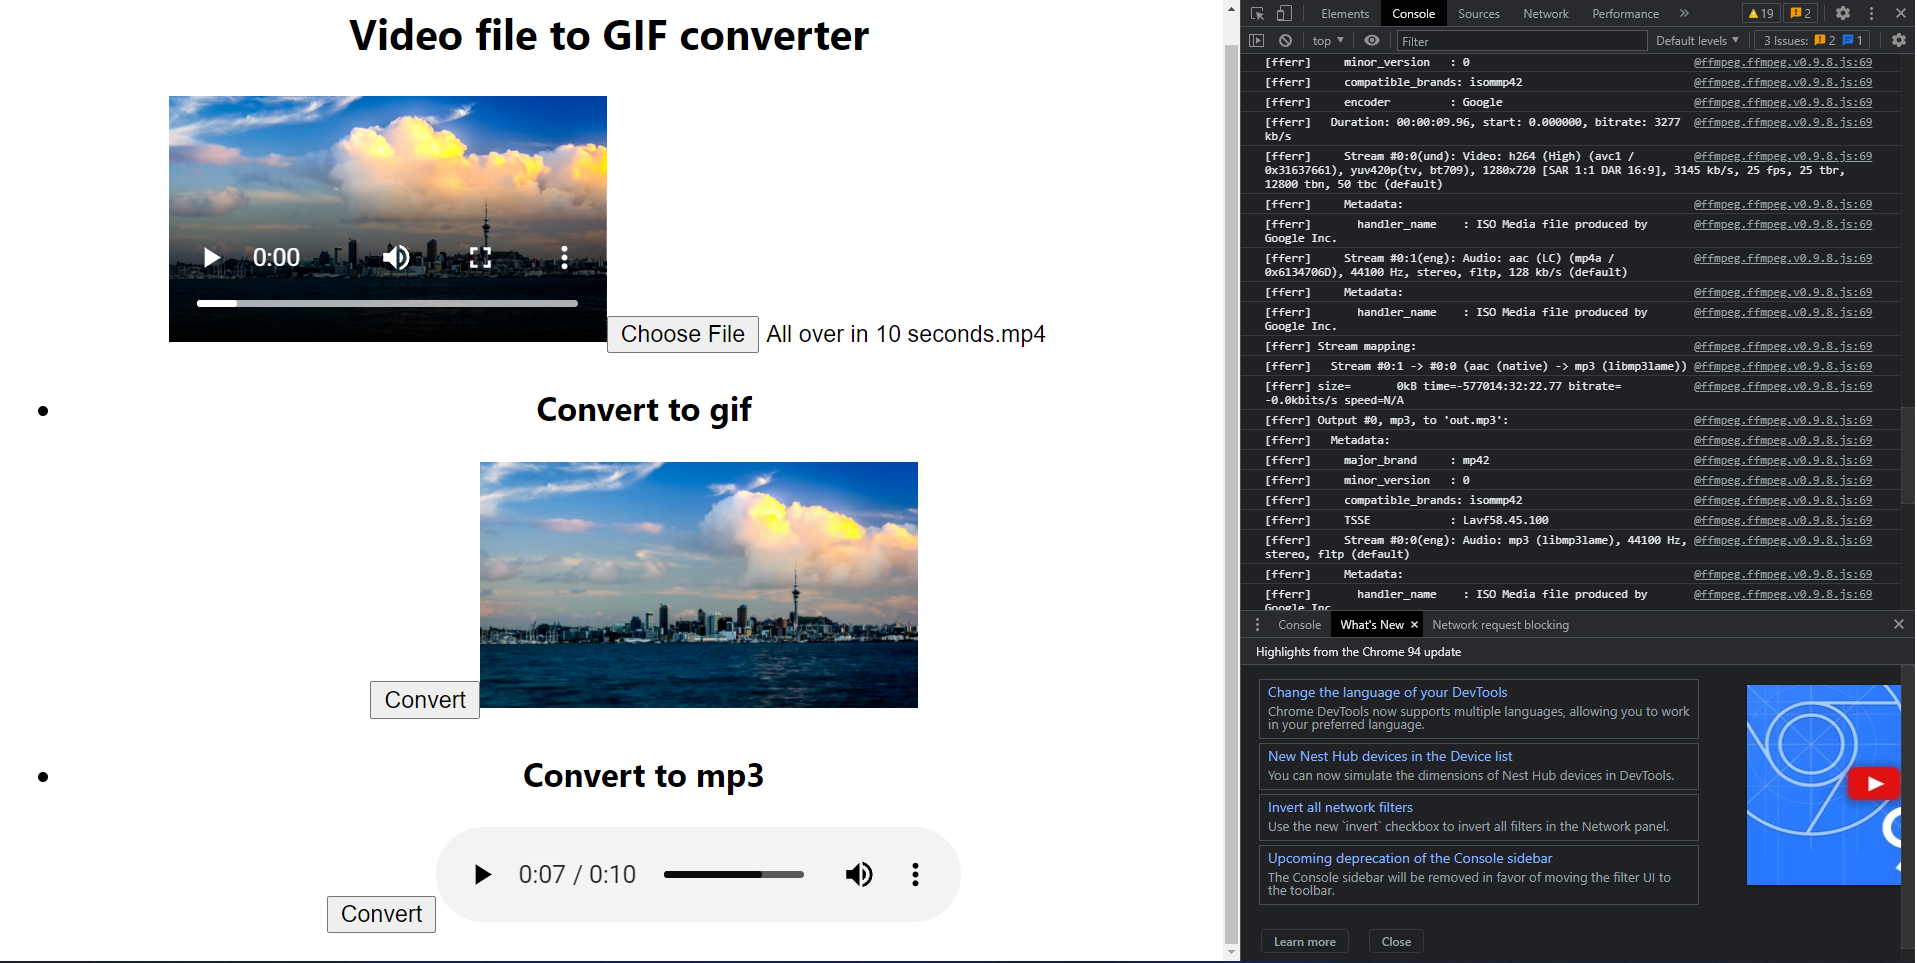 Video file to GIF converter
0:00
Choose File All over in 10 seconds.mp4
Convert to gif
Convert
Convert to mp3
0:07 / 0:10
Convert
Elements Console Sources Network Performance » 19 2
top Filter Default levels 3 Issues: 2 1
[fferr]     minor_version   : 0 @ffmpeg.ffmpeg.v0.9.8.js:69
[fferr]     compatible_brands: isommp42 @ffmpeg.ffmpeg.v0.9.8.js:69
[fferr]     encoder         : Google @ffmpeg.ffmpeg.v0.9.8.js:69
[fferr]   Duration: 00:00:09.96, start: 0.000000, bitrate: 3277 @ffmpeg.ffmpeg.v0.9.8.js:69
kb/s
[fferr]     Stream #0:0(und): Video: h264 (High) (avc1 / @ffmpeg.ffmpeg.v0.9.8.js:69
0x31637661), yuv420p(tv, bt709), 1280x720 [SAR 1:1 DAR 16:9], 3145 kb/s, 25 fps, 25 tbr,
12800 tbn, 50 tbc (default)
[fferr]     Metadata: @ffmpeg.ffmpeg.v0.9.8.js:69
[fferr]       handler_name    : ISO Media file produced by @ffmpeg.ffmpeg.v0.9.8.js:69
Google Inc.
[fferr]     Stream #0:1(eng): Audio: aac (LC) (mp4a / @ffmpeg.ffmpeg.v0.9.8.js:69
0x6134706D), 44100 Hz, stereo, fltp, 128 kb/s (default)
[fferr]     Metadata: @ffmpeg.ffmpeg.v0.9.8.js:69
[fferr]       handler_name    : ISO Media file produced by @ffmpeg.ffmpeg.v0.9.8.js:69
Google Inc.
[fferr] Stream mapping: @ffmpeg.ffmpeg.v0.9.8.js:69
[fferr]   Stream #0:1 -> #0:0 (aac (native) -> mp3 (libmp3lame)) @ffmpeg.ffmpeg.v0.9.8.js:69
[fferr] size=       0kB time=-577014:32:22.77 bitrate= @ffmpeg.ffmpeg.v0.9.8.js:69
-0.0kbits/s speed=N/A
[fferr] Output #0, mp3, to 'out.mp3': @ffmpeg.ffmpeg.v0.9.8.js:69
[fferr]   Metadata: @ffmpeg.ffmpeg.v0.9.8.js:69
[fferr]     major_brand     : mp42 @ffmpeg.ffmpeg.v0.9.8.js:69
[fferr]     minor_version   : 0 @ffmpeg.ffmpeg.v0.9.8.js:69
[fferr]     compatible_brands: isommp42 @ffmpeg.ffmpeg.v0.9.8.js:69
[fferr]     TSSE            : Lavf58.45.100 @ffmpeg.ffmpeg.v0.9.8.js:69
[fferr]     Stream #0:0(eng): Audio: mp3 (libmp3lame), 44100 Hz, @ffmpeg.ffmpeg.v0.9.8.js:69
stereo, fltp (default)
[fferr]     Metadata: @ffmpeg.ffmpeg.v0.9.8.js:69
[fferr]       handler_name    : ISO Media file produced by @ffmpeg.ffmpeg.v0.9.8.js:69
Google Inc
Console What's New × Network request blocking
Highlights from the Chrome 94 update
Change the language of your DevTools
Chrome DevTools now supports multiple languages, allowing you to work
in your preferred language.
New Nest Hub devices in the Device list
You can now simulate the dimensions of Nest Hub devices in DevTools.
Invert all network filters
Use the new `invert` checkbox to invert all filters in the Network panel.
Upcoming deprecation of the Console sidebar
The Console sidebar will be removed in favor of moving the filter UI to
the toolbar.
Learn more Close